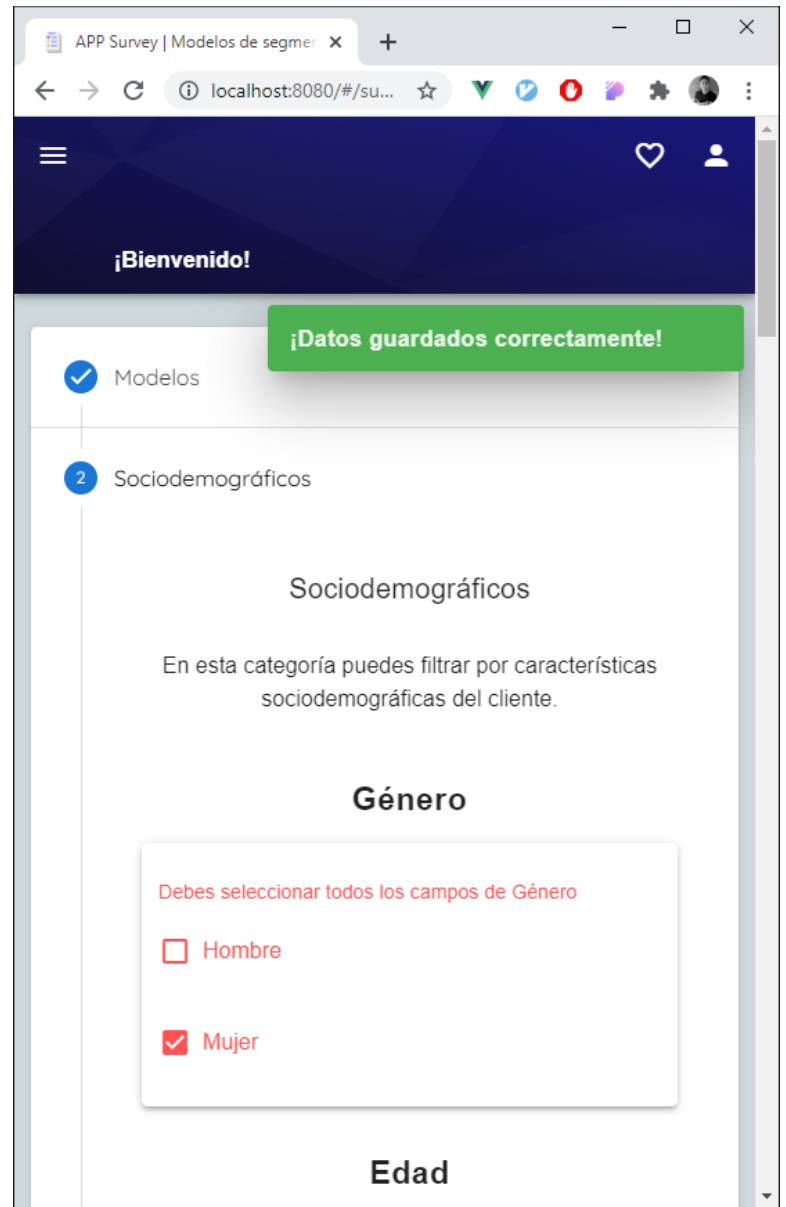 APP Survey | Modelos de segmer
localhost:8080/#/su...
¡Bienvenido!
¡Datos guardados correctamente!
Modelos
2
Sociodemográficos
Sociodemográficos
En esta categoría puedes filtrar por características
sociodemográficas del cliente.
Género
Debes seleccionar todos los campos de Género
Hombre
Mujer
Edad